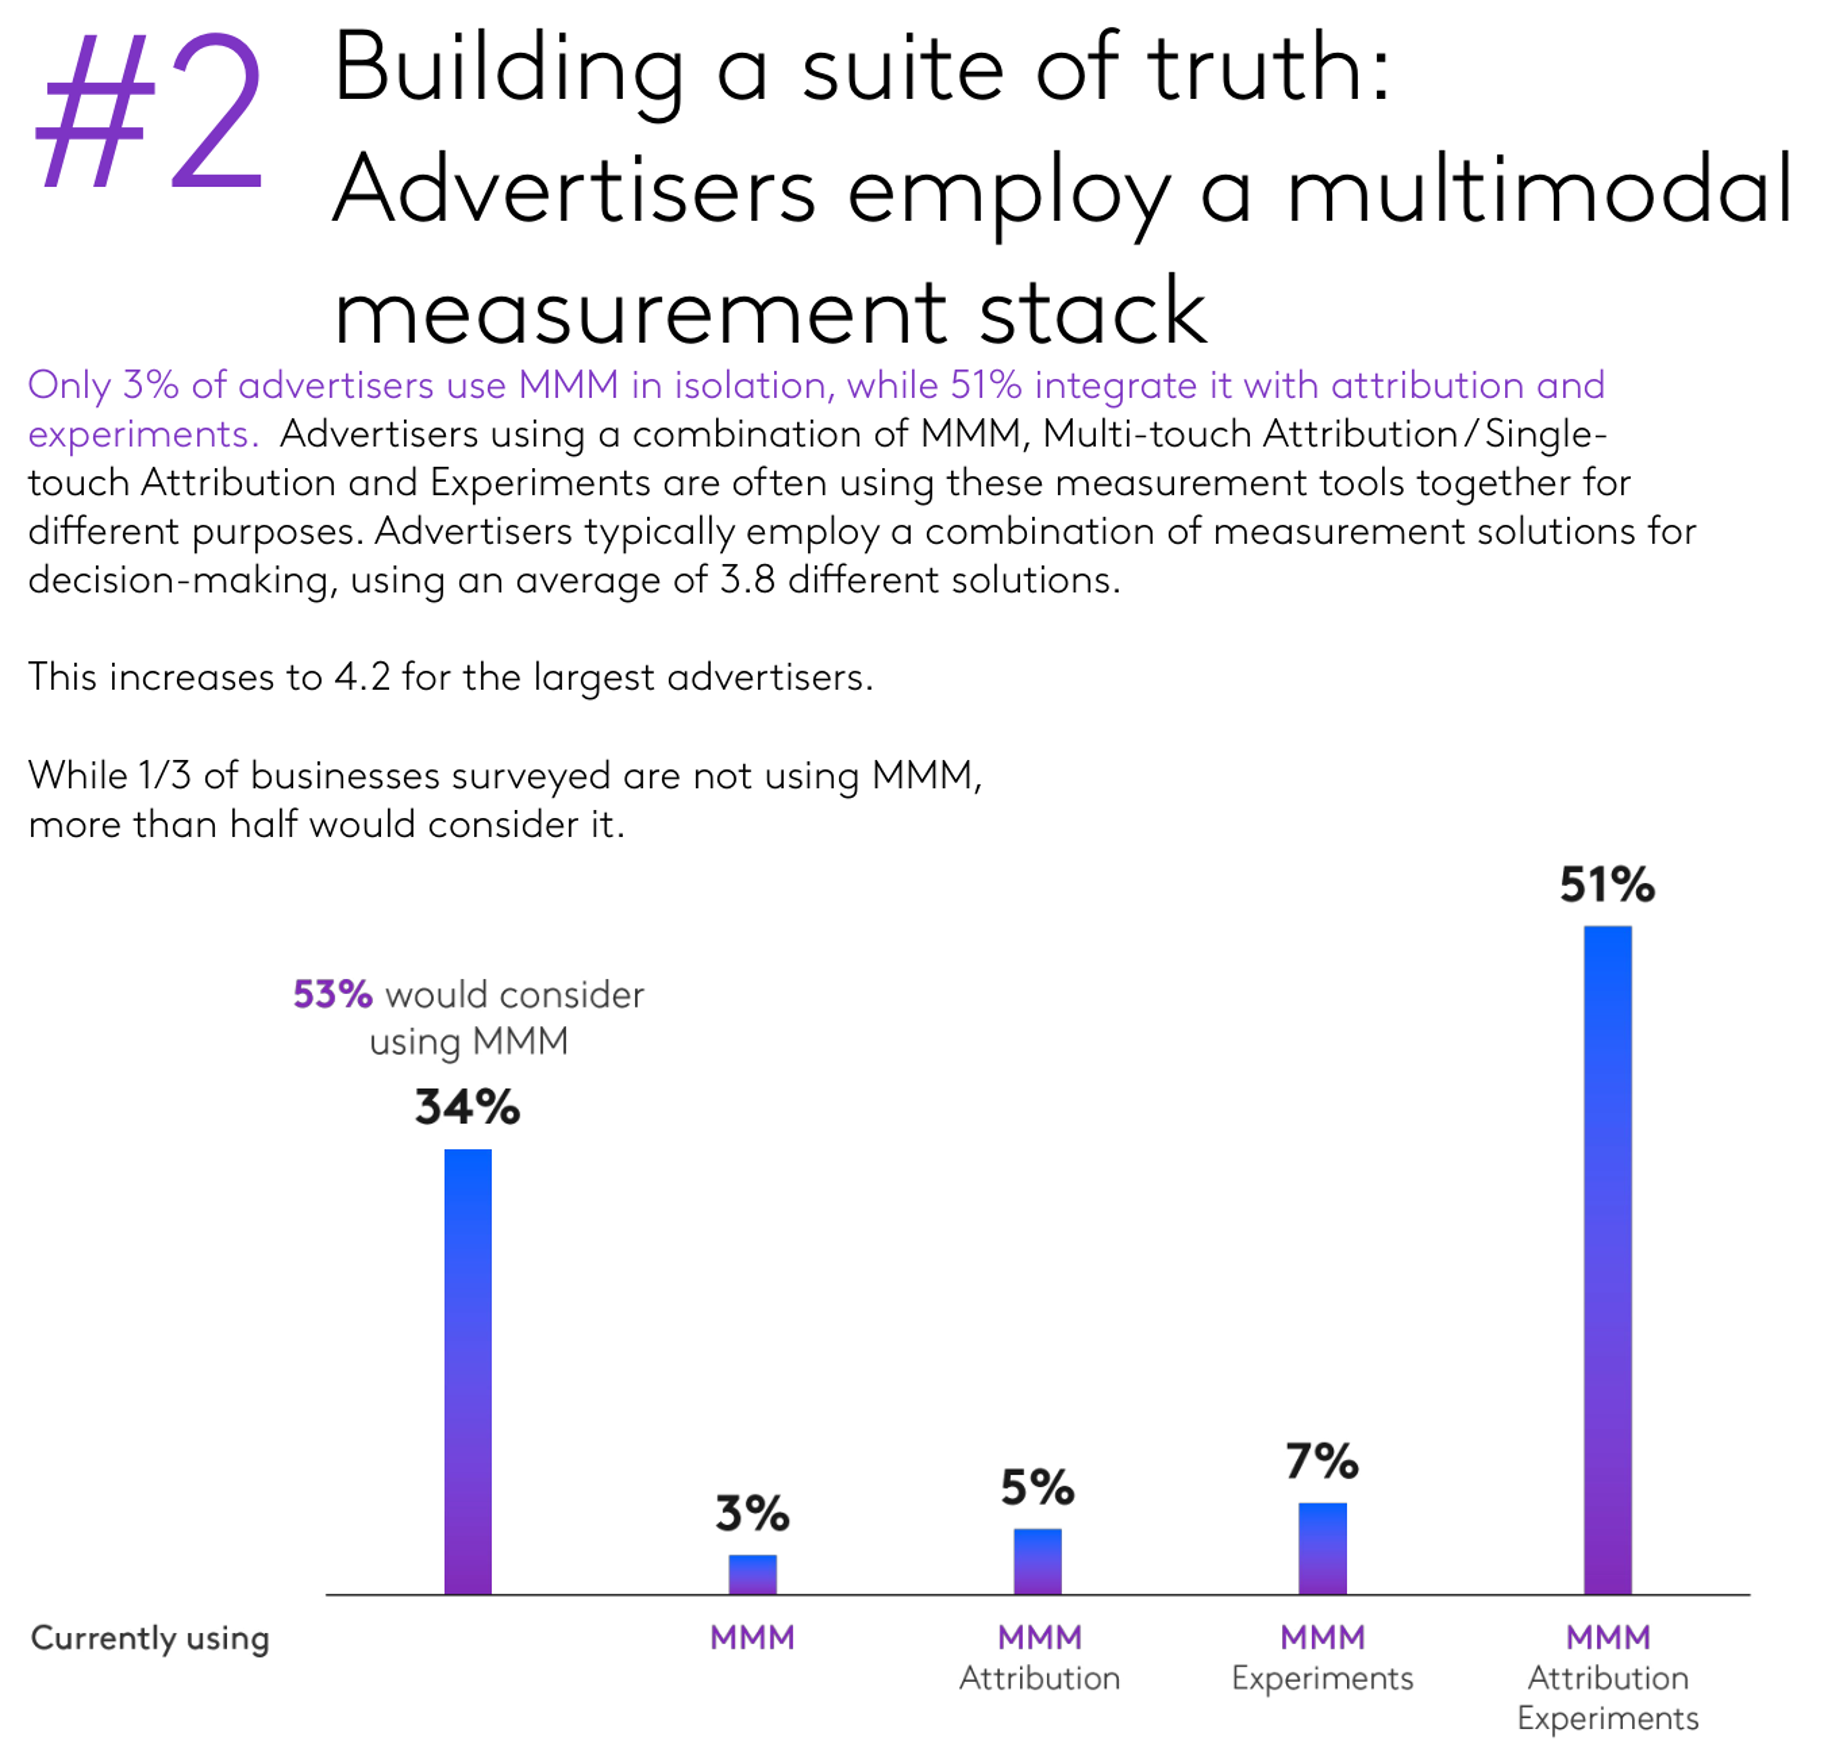 #2
Building a suite of truth:
Advertisers employ a multimodal
measurement stack
Only 3% of advertisers use MMM in isolation, while 51% integrate it with attribution and
experiments. Advertisers using a combination of MMM, Multi-touch Attribution/Single-
touch Attribution and Experiments are often using these measurement tools together for
different purposes. Advertisers typically employ a combination of measurement solutions for
decision-making, using an average of 3.8 different solutions.
This increases to 4.2 for the largest advertisers.
While 1/3 of businesses surveyed are not using MMM,
more than half would consider it.
53% would consider
using MMM
34%
3%
5%
7%
51%
Currently using
MMM
MMM
Attribution
MMM
Experiments
MMM
Attribution
Experiments